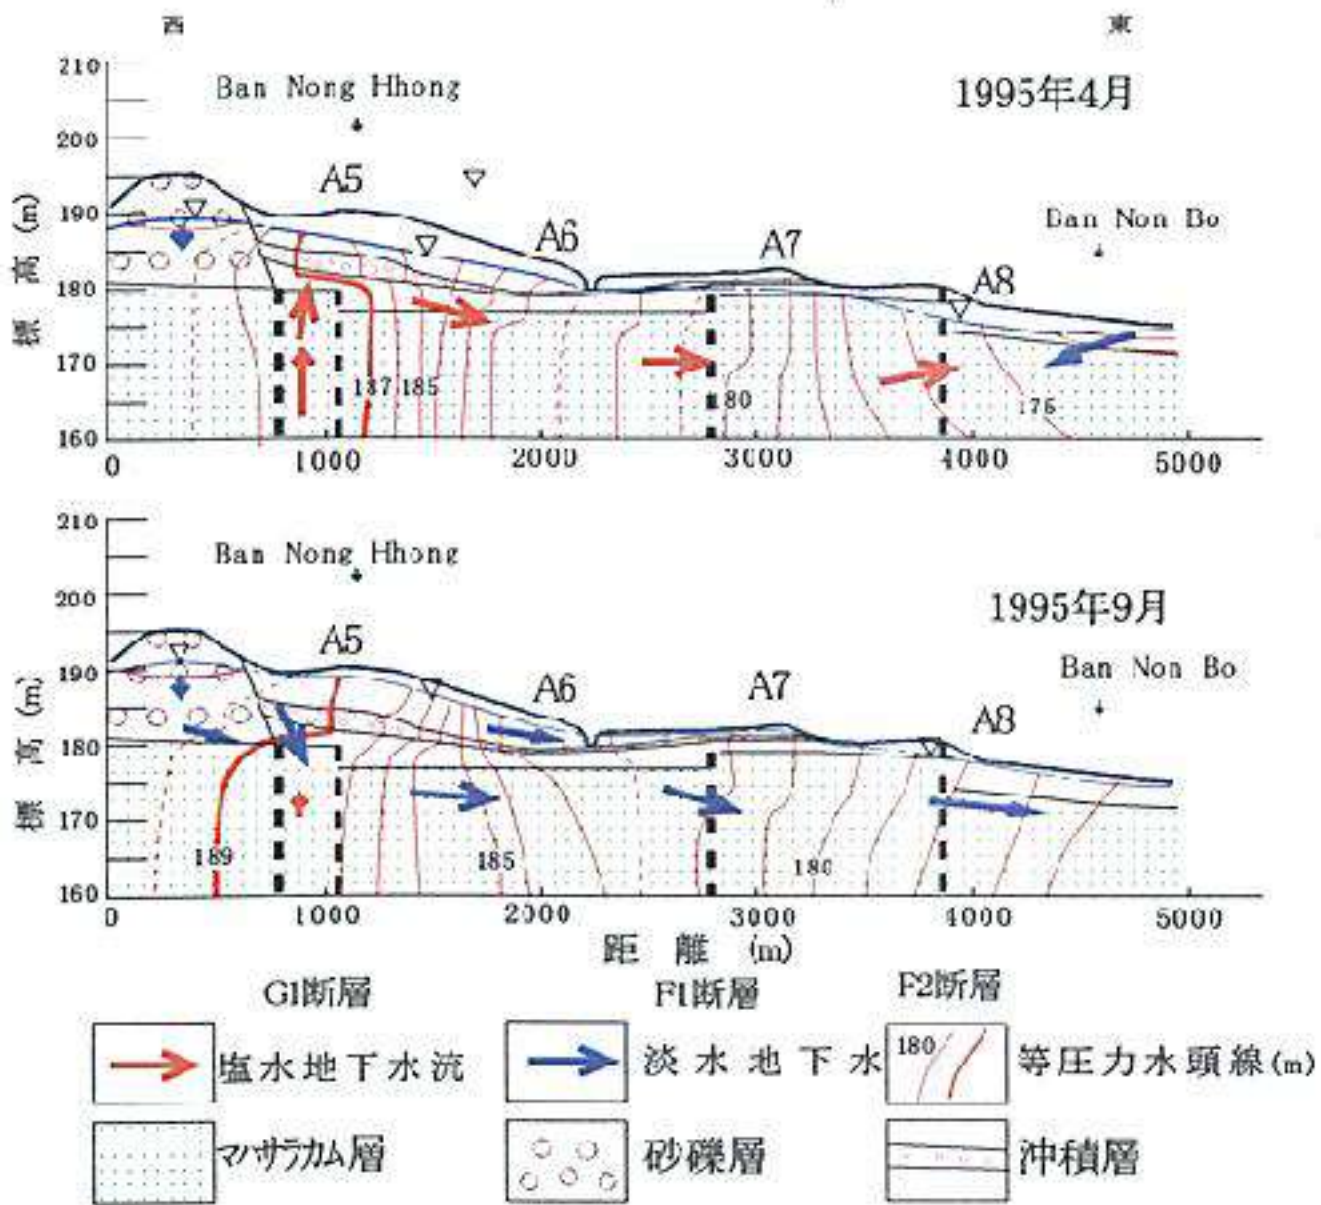 西 東
210
Ban Nong Hhong
1995年4月
200
A5
190
Ban Non Bo
A6
A7
A8
180
170
187 185
180
175
160
標高 (m)
0 1000 2000 3000 4000 5000
210
Ban Nong Hhong
200
1995年9月
A5
Ban Non Bo
190
A6
A7
A8
180
170
189
185
180
160
標高 (m)
0 1000 2000 3000 4000 5000
距離 (m)
G1断層 F1断層 F2断層
塩水地下水流 淡水地下水 180 等圧力水頭線(m)
マハサラカム層 砂礫層 沖積層